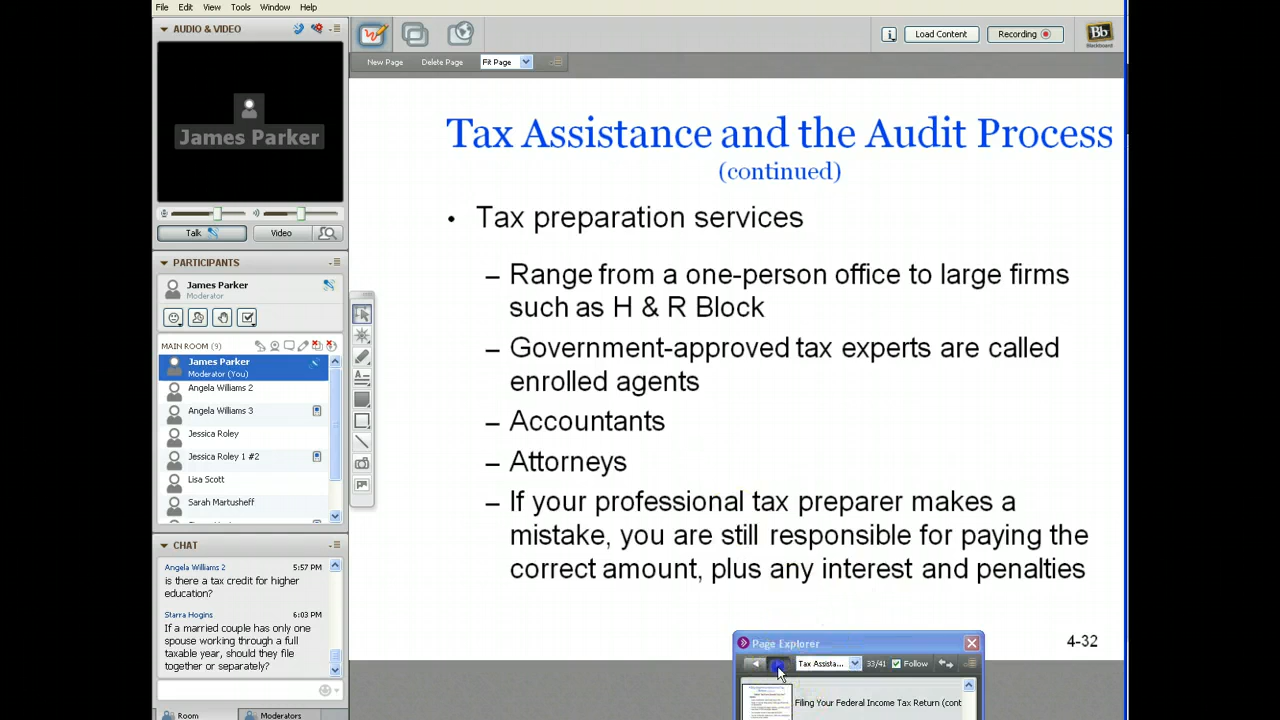 File Edit View Tools Window Help
AUDIO & VIDEO
James Parker
Talk
Video
PARTICIPANTS
James Parker
Moderator
MAIN ROOM (9)
James Parker
Moderator (You)
Angela Williams 2
Angela Williams 3
Jessica Roley
Jessica Roley 1 #2
Lisa Scott
Sarah Martusheff
CHAT
Angela Williams 2 5:57 PM
is there a tax credit for higher
education?
Starra Hogins 6:03 PM
If a married couple has only one
spouse working through a full
taxable year, should they file
together or separately?
Room
Moderators
Load Content
Recording
Bb
Blackboard
New Page
Delete Page
Fit Page
Tax Assistance and the Audit Process
(continued)
• Tax preparation services
– Range from a one-person office to large firms
such as H & R Block
– Government-approved tax experts are called
enrolled agents
– Accountants
– Attorneys
– If your professional tax preparer makes a
mistake, you are still responsible for paying the
correct amount, plus any interest and penalties
4-32
Page Explorer
Tax Assista...
33/41
Follow
Filing Your Federal Income Tax Return (cont